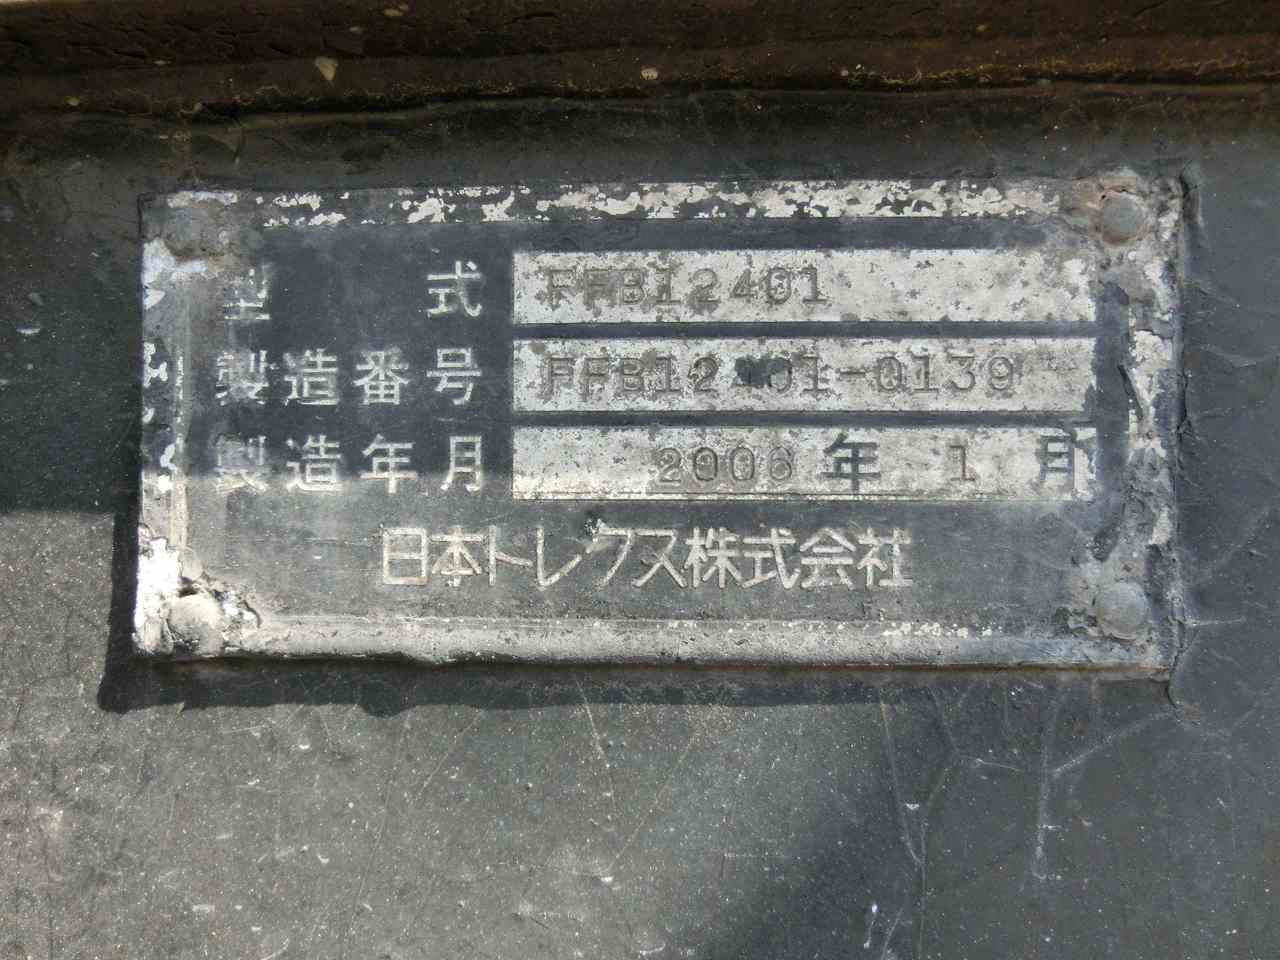 型式 FFB12401
製造番号 FFB12401-0139
製造年月 2006年1月
日本トレクス株式会社